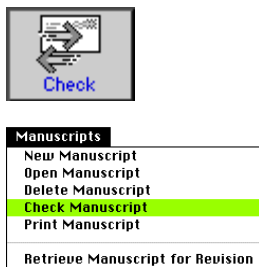 Check
Manuscripts
New Manuscript
Open Manuscript
Delete Manuscript
Check Manuscript
Print Manuscript
Retrieve Manuscript for Revision